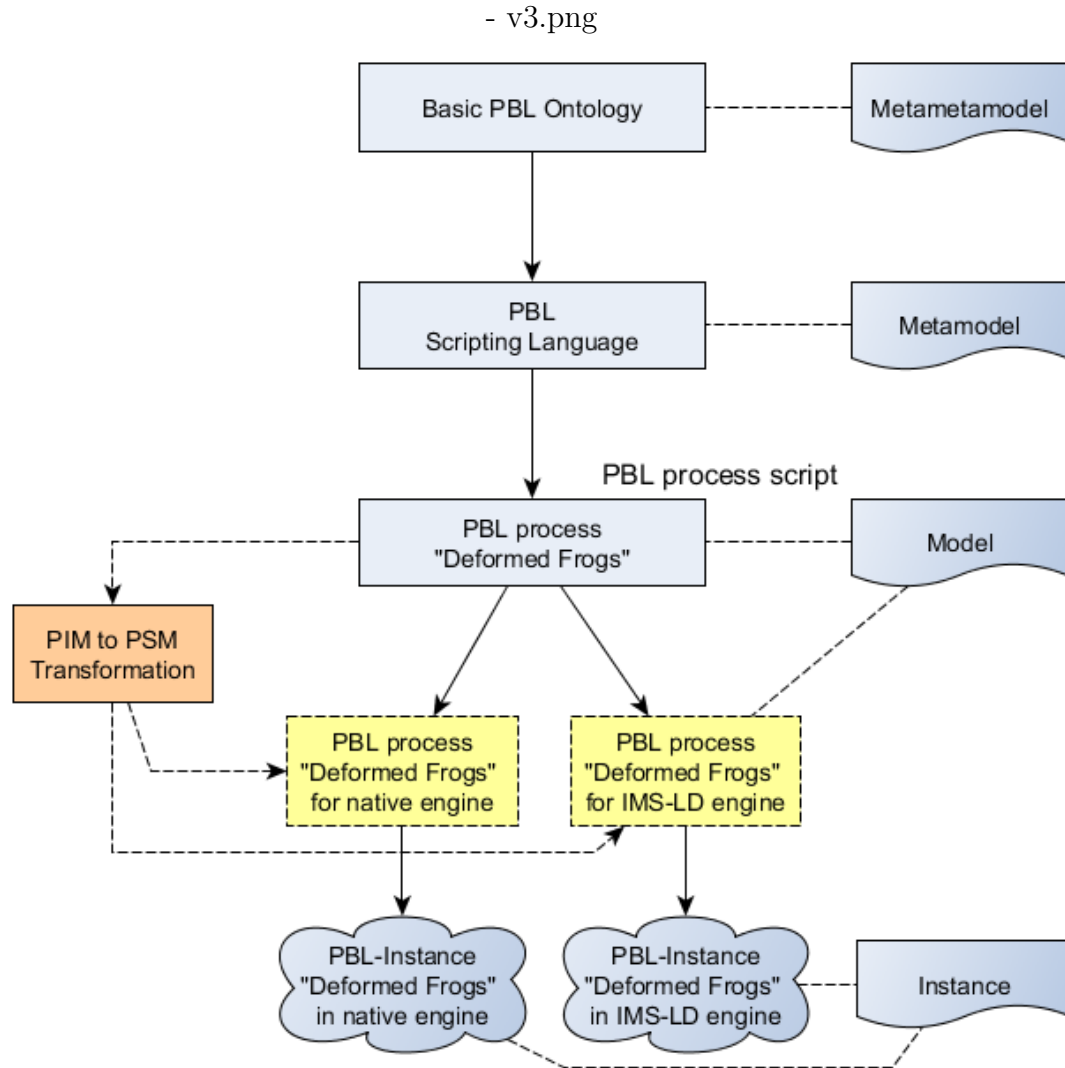 - v3.png
Basic PBL Ontology
Metametamodel
PBL
Scripting Language
Metamodel
PBL process script
PBL process
"Deformed Frogs"
Model
PIM to PSM
Transformation
PBL process
"Deformed Frogs"
for native engine
PBL process
"Deformed Frogs"
for IMS-LD engine
PBL-Instance
"Deformed Frogs"
in native engine
PBL-Instance
"Deformed Frogs"
in IMS-LD engine
Instance